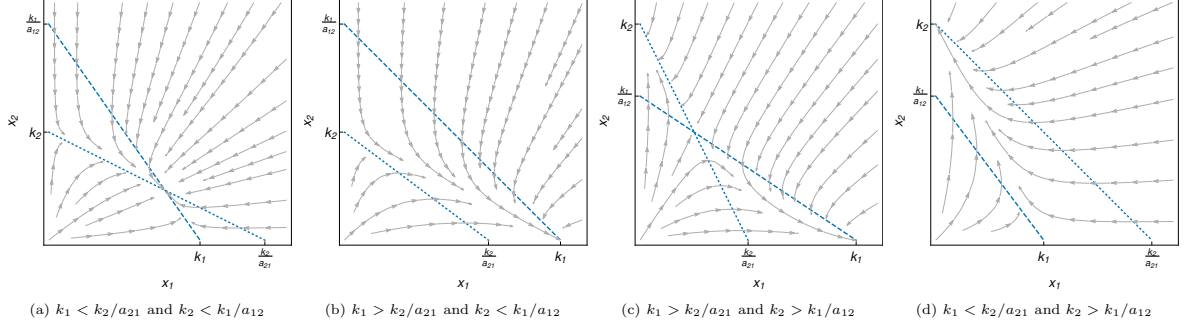 k₁/a₁₂
k₂
x₂
k₁
k₂/a₂₁
x₁
(a) k₁ < k₂/a₂₁ and k₂ < k₁/a₁₂
k₁/a₁₂
k₂
x₂
k₂/a₂₁
k₁
x₁
(b) k₁ > k₂/a₂₁ and k₂ < k₁/a₁₂
k₂
k₁/a₁₂
x₂
k₂/a₂₁
k₁
x₁
(c) k₁ > k₂/a₂₁ and k₂ > k₁/a₁₂
k₂
k₁/a₁₂
x₂
k₁
k₂/a₂₁
x₁
(d) k₁ < k₂/a₂₁ and k₂ > k₁/a₁₂